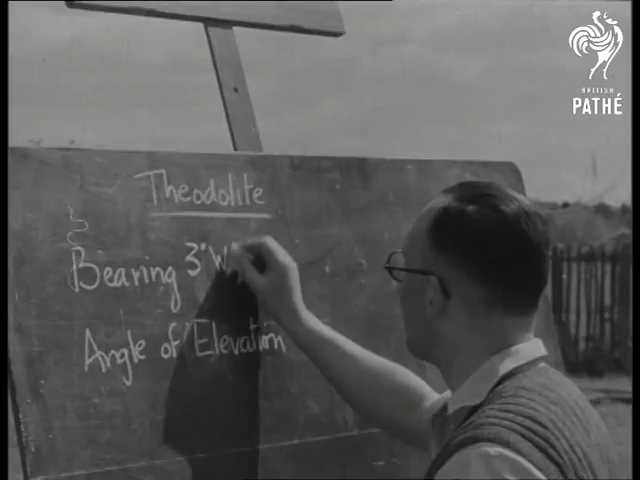 BRITISH
PATHÉ
Theodolite
Bearing 3° W
Angle of Elevation